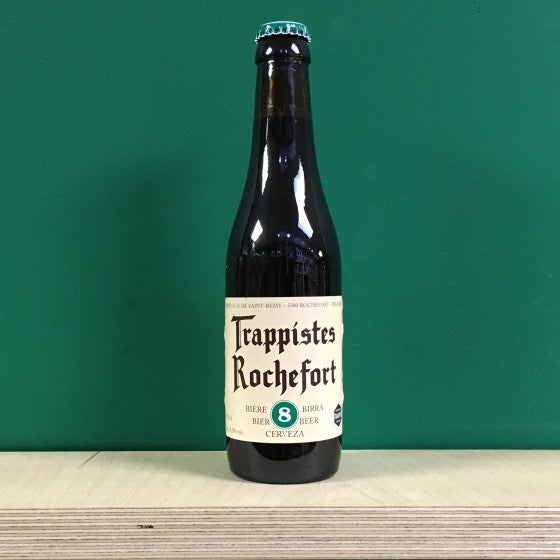 DE SAINT-REMY - 5580 ROCHEFORT
Trappistes
Rochefort
BIÈRE 8 BIRRA
BIER BEER
CERVEZA